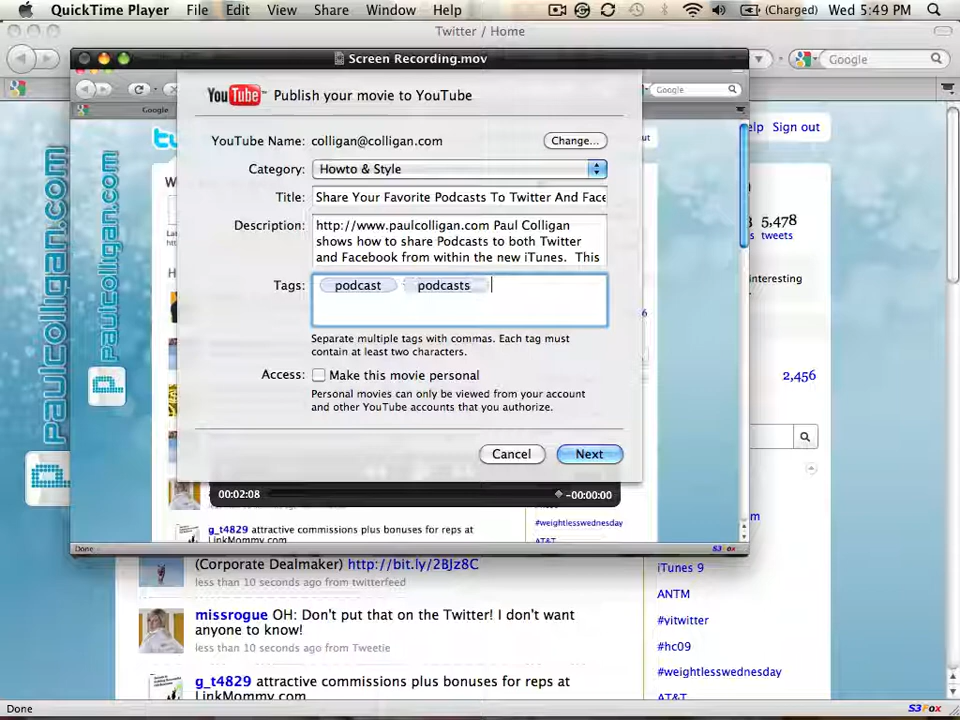 QuickTime Player File Edit View Share Window Help (Charged) Wed 5:49 PM
Twitter / Home
Google
Screen Recording.mov
Google
Google
YouTube Publish your movie to YouTube
YouTube Name: colligan@colligan.com Change...
Category: Howto & Style
Title: Share Your Favorite Podcasts To Twitter And Face
Description: http://www.paulcolligan.com Paul Colligan
shows how to share Podcasts to both Twitter
and Facebook from within the new iTunes. This
Tags: podcast podcasts
Separate multiple tags with commas. Each tag must
contain at least two characters.
Access: Make this movie personal
Personal movies can only be viewed from your account
and other YouTube accounts that you authorize.
Cancel Next
00:02:08 -00:00:00
g_t4829 attractive commissions plus bonuses for reps at
LinkMommy.com
#weightlesswednesday
AT&T
Done S3Fox
paulcolligan.com
paulcolligan.com
elp Sign out
5,478
tweets
interesting
2,456
(Corporate Dealmaker) http://bit.ly/2BJz8C
less than 10 seconds ago from twitterfeed
missrogue OH: Don't put that on the Twitter! I don't want
anyone to know!
less than 10 seconds ago from Tweetie
g_t4829 attractive commissions plus bonuses for reps at
LinkMommy.com
iTunes 9
ANTM
#yitwitter
#hc09
#weightlesswednesday
AT&T
Done S3Fox